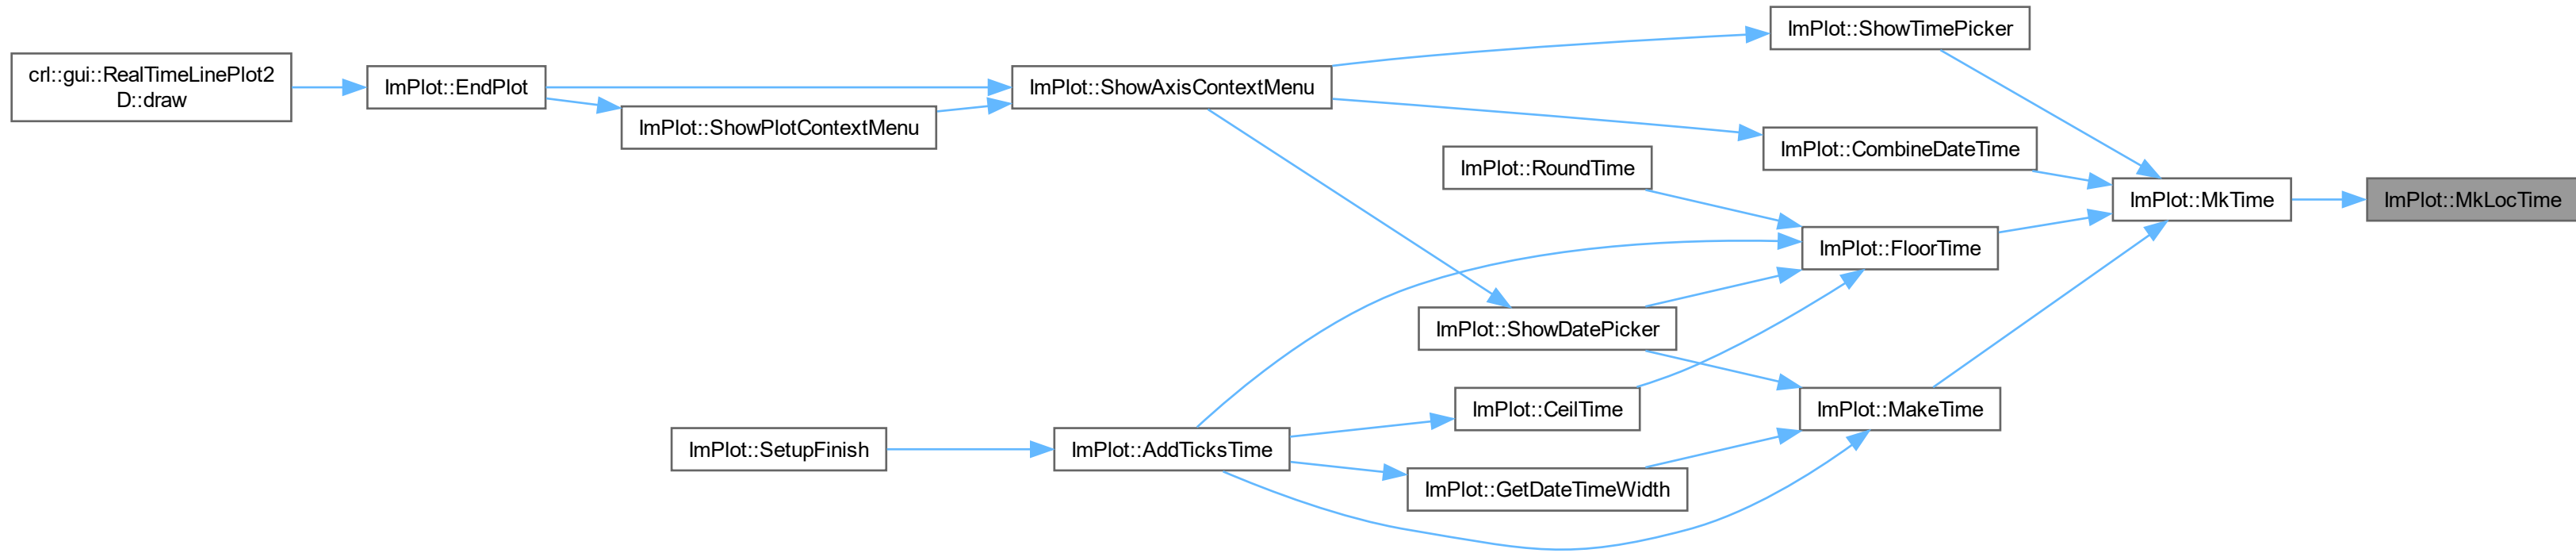 crl::gui::RealTimeLinePlot2
D::draw
ImPlot::EndPlot
ImPlot::ShowPlotContextMenu
ImPlot::ShowAxisContextMenu
ImPlot::ShowTimePicker
ImPlot::CombineDateTime
ImPlot::RoundTime
ImPlot::MkTime
ImPlot::MkLocTime
ImPlot::FloorTime
ImPlot::ShowDatePicker
ImPlot::CeilTime
ImPlot::MakeTime
ImPlot::SetupFinish
ImPlot::AddTicksTime
ImPlot::GetDateTimeWidth